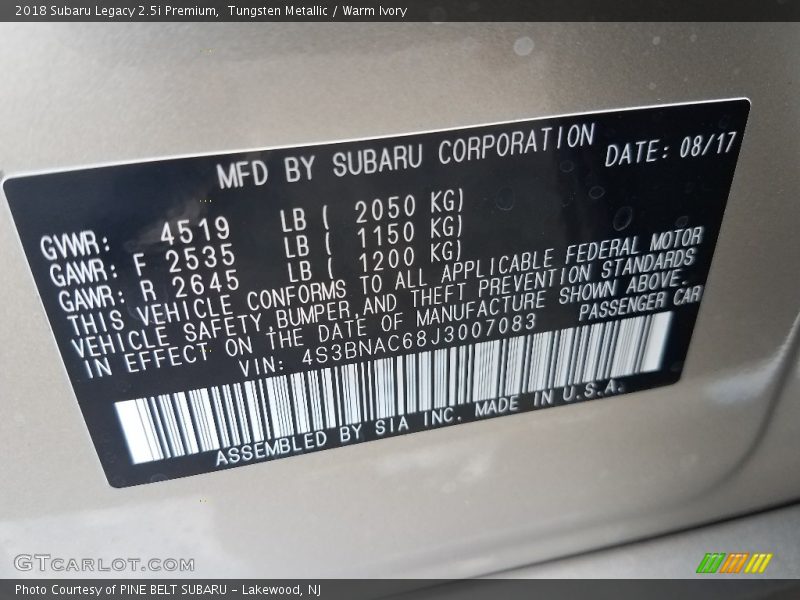 2018 Subaru Legacy 2.5i Premium,  Tungsten Metallic / Warm Ivory
MFD BY SUBARU CORPORATION
DATE: 08/17
GVWR: 4519 LB ( 2050 KG)
GAWR: F 2535 LB ( 1150 KG)
GAWR: R 2645 LB ( 1200 KG)
THIS VEHICLE CONFORMS TO ALL APPLICABLE FEDERAL MOTOR
VEHICLE SAFETY,BUMPER,AND THEFT PREVENTION STANDARDS
IN EFFECT ON THE DATE OF MANUFACTURE SHOWN ABOVE.
VIN: 4S3BNAC68J3007083 PASSENGER CAR
ASSEMBLED BY SIA INC. MADE IN U.S.A.
GTCARLOT.COM
Photo Courtesy of PINE BELT SUBARU - Lakewood, NJ